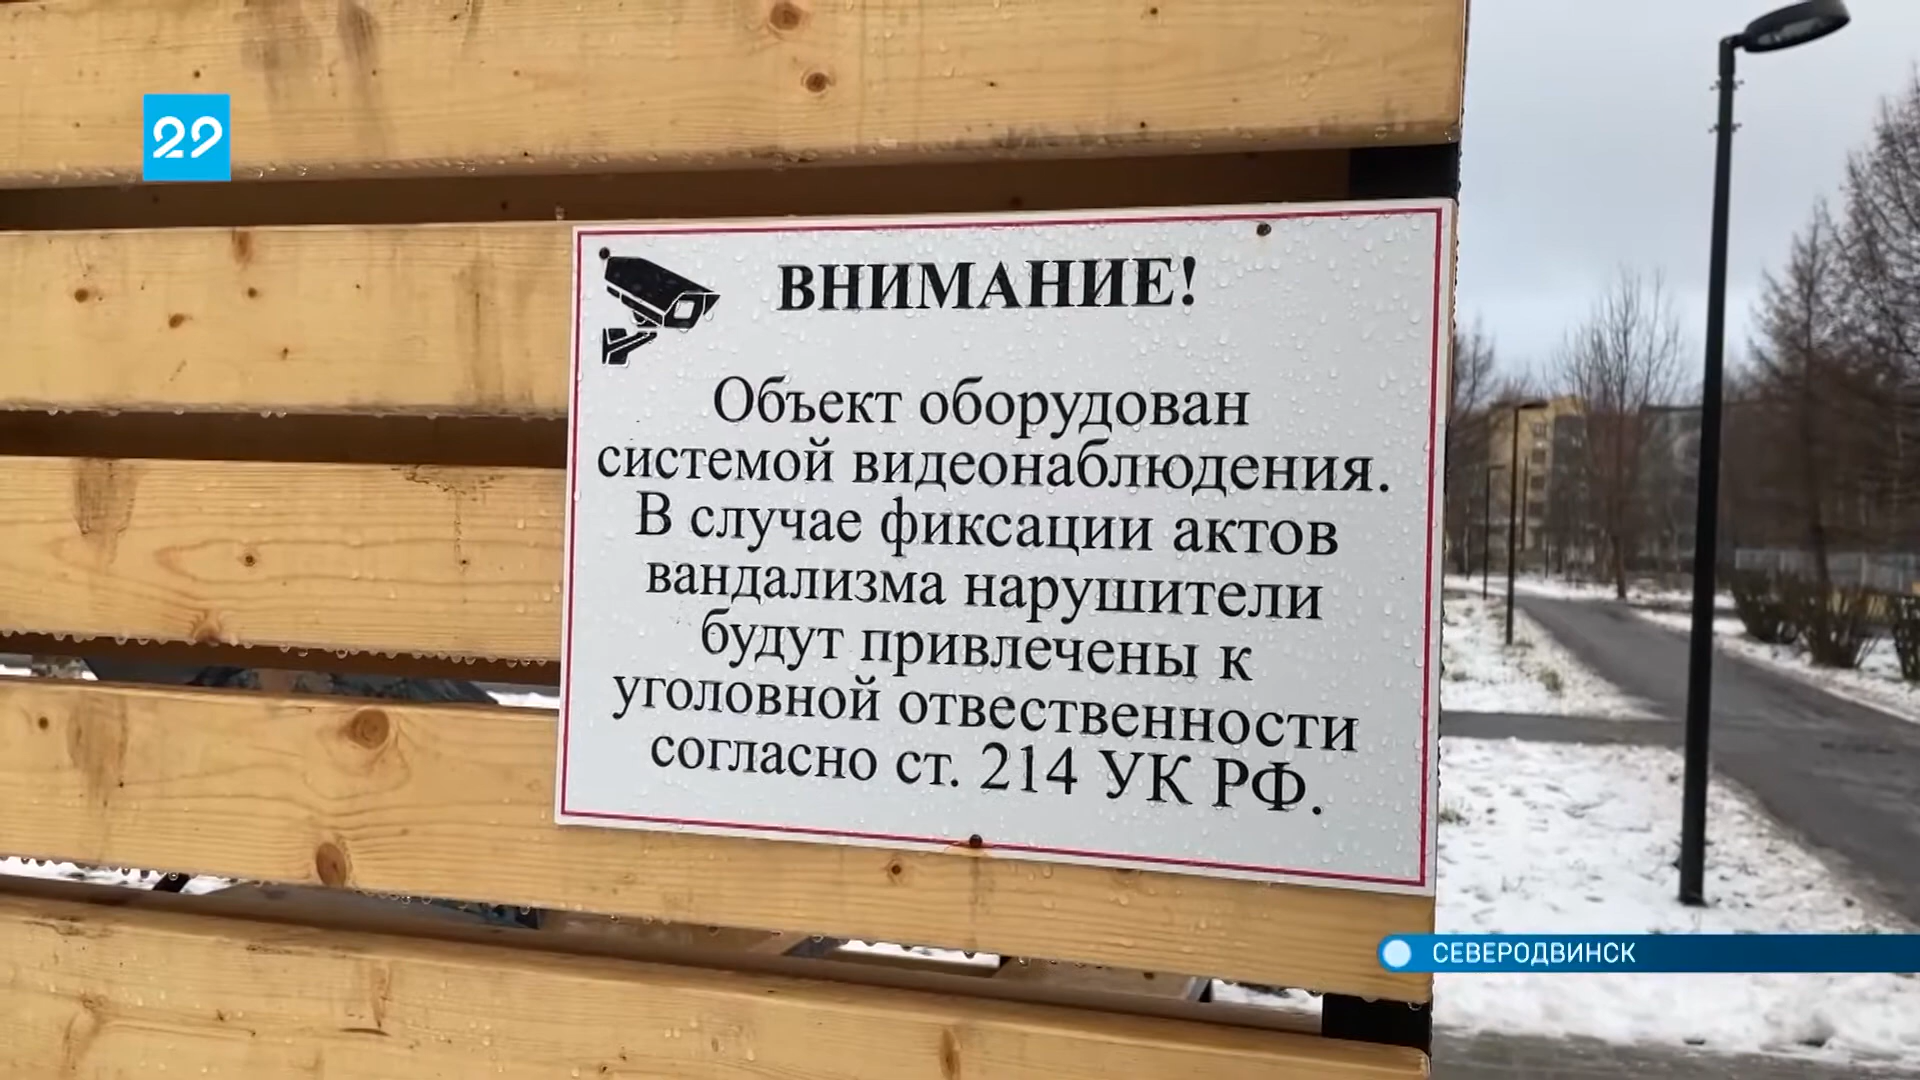 29
ВНИМАНИЕ!
Объект оборудован
системой видеонаблюдения.
В случае фиксации актов
вандализма нарушители
будут привлечены к
уголовной отвественности
согласно ст. 214 УК РФ.
СЕВЕРОДВИНСК